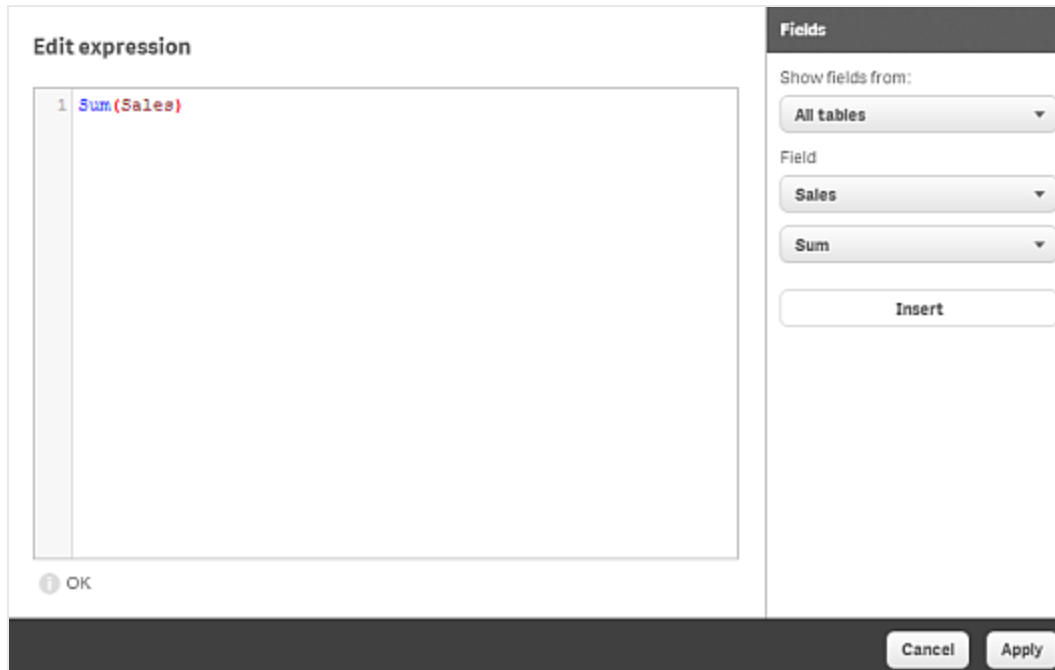 Edit expression
1 Sum(Sales)
OK
Fields
Show fields from:
All tables
Field
Sales
Sum
Insert
Cancel
Apply